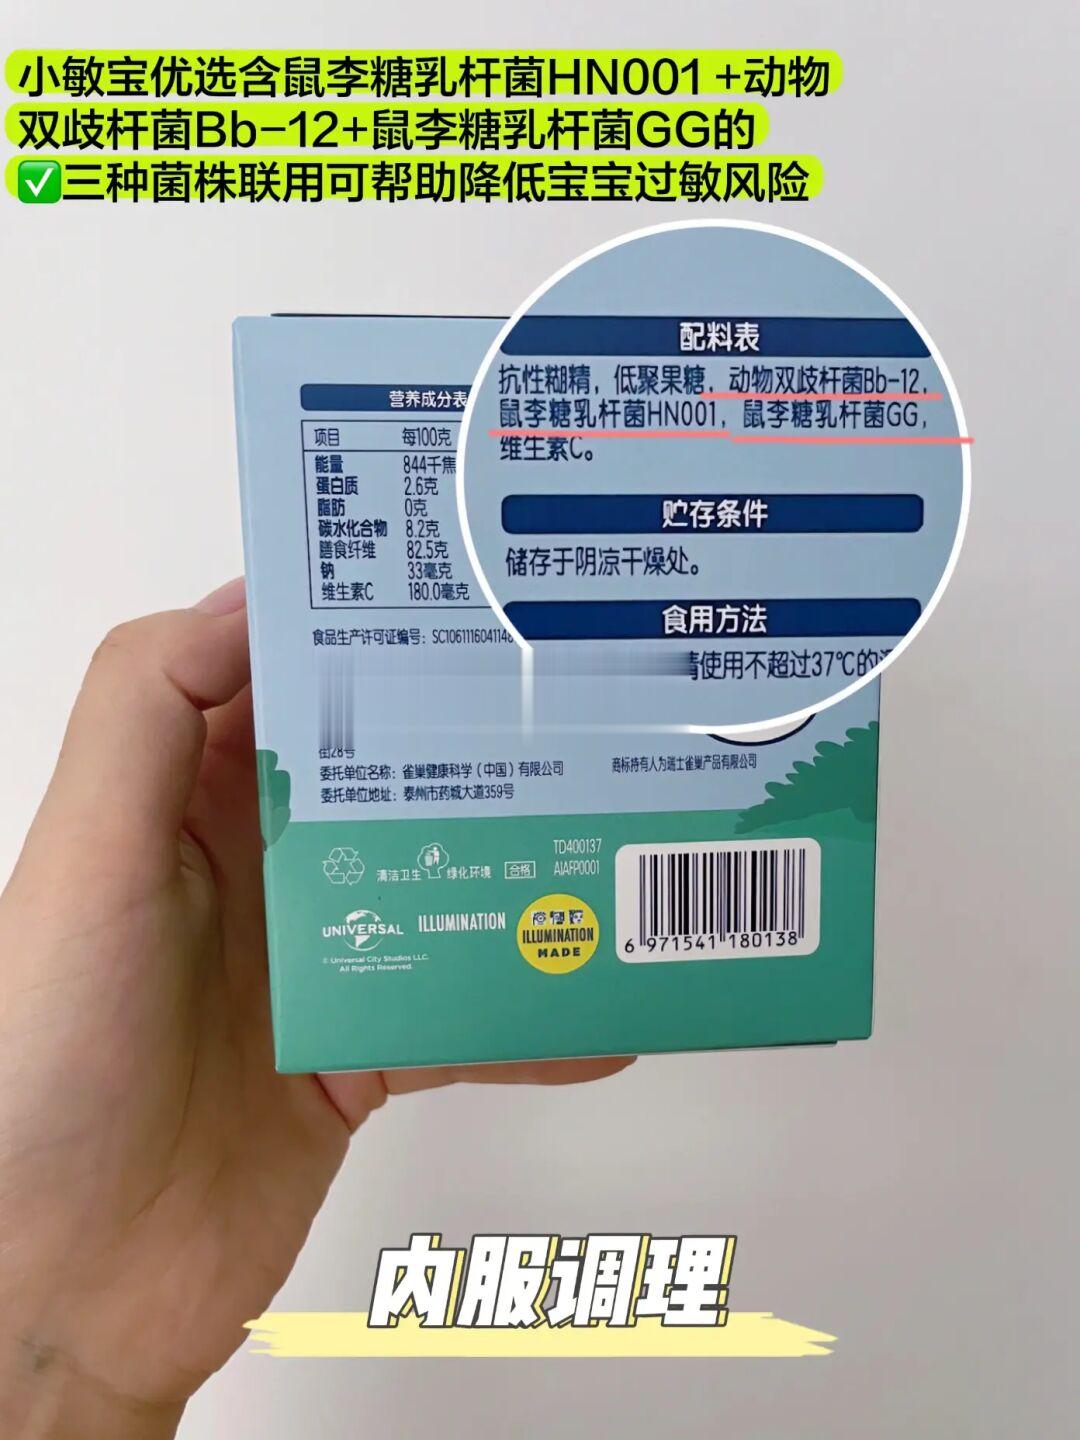 小敏宝优选含鼠李糖乳杆菌HN001+动物
双歧杆菌Bb-12+鼠李糖乳杆菌GG的
✅三种菌株联用可帮助降低宝宝过敏风险
配料表
抗性糊精，低聚果糖，动物双歧杆菌Bb-12，
鼠李糖乳杆菌HN001，鼠李糖乳杆菌GG，
维生素C。
贮存条件
储存于阴凉干燥处。
食用方法
请使用不超过37℃的
营养成分表
项目 每100克
能量 844千焦
蛋白质 2.6克
脂肪 0克
碳水化合物 8.2克
膳食纤维 82.5克
钠 33毫克
维生素C 180.0毫克
食品生产许可证编号：SC1061116041148
街28号
委托单位名称：雀巢健康科学（中国）有限公司
委托单位地址：泰州市药城大道359号
商标持有人为瑞士雀巢产品有限公司
清洁卫生 绿化环境 合格
TD400137
AIAFP0001
UNIVERSAL
ILLUMINATION
ILLUMINATION
MADE
© Universal City Studios LLC.
All Rights Reserved.
6 971541 180138
内服调理